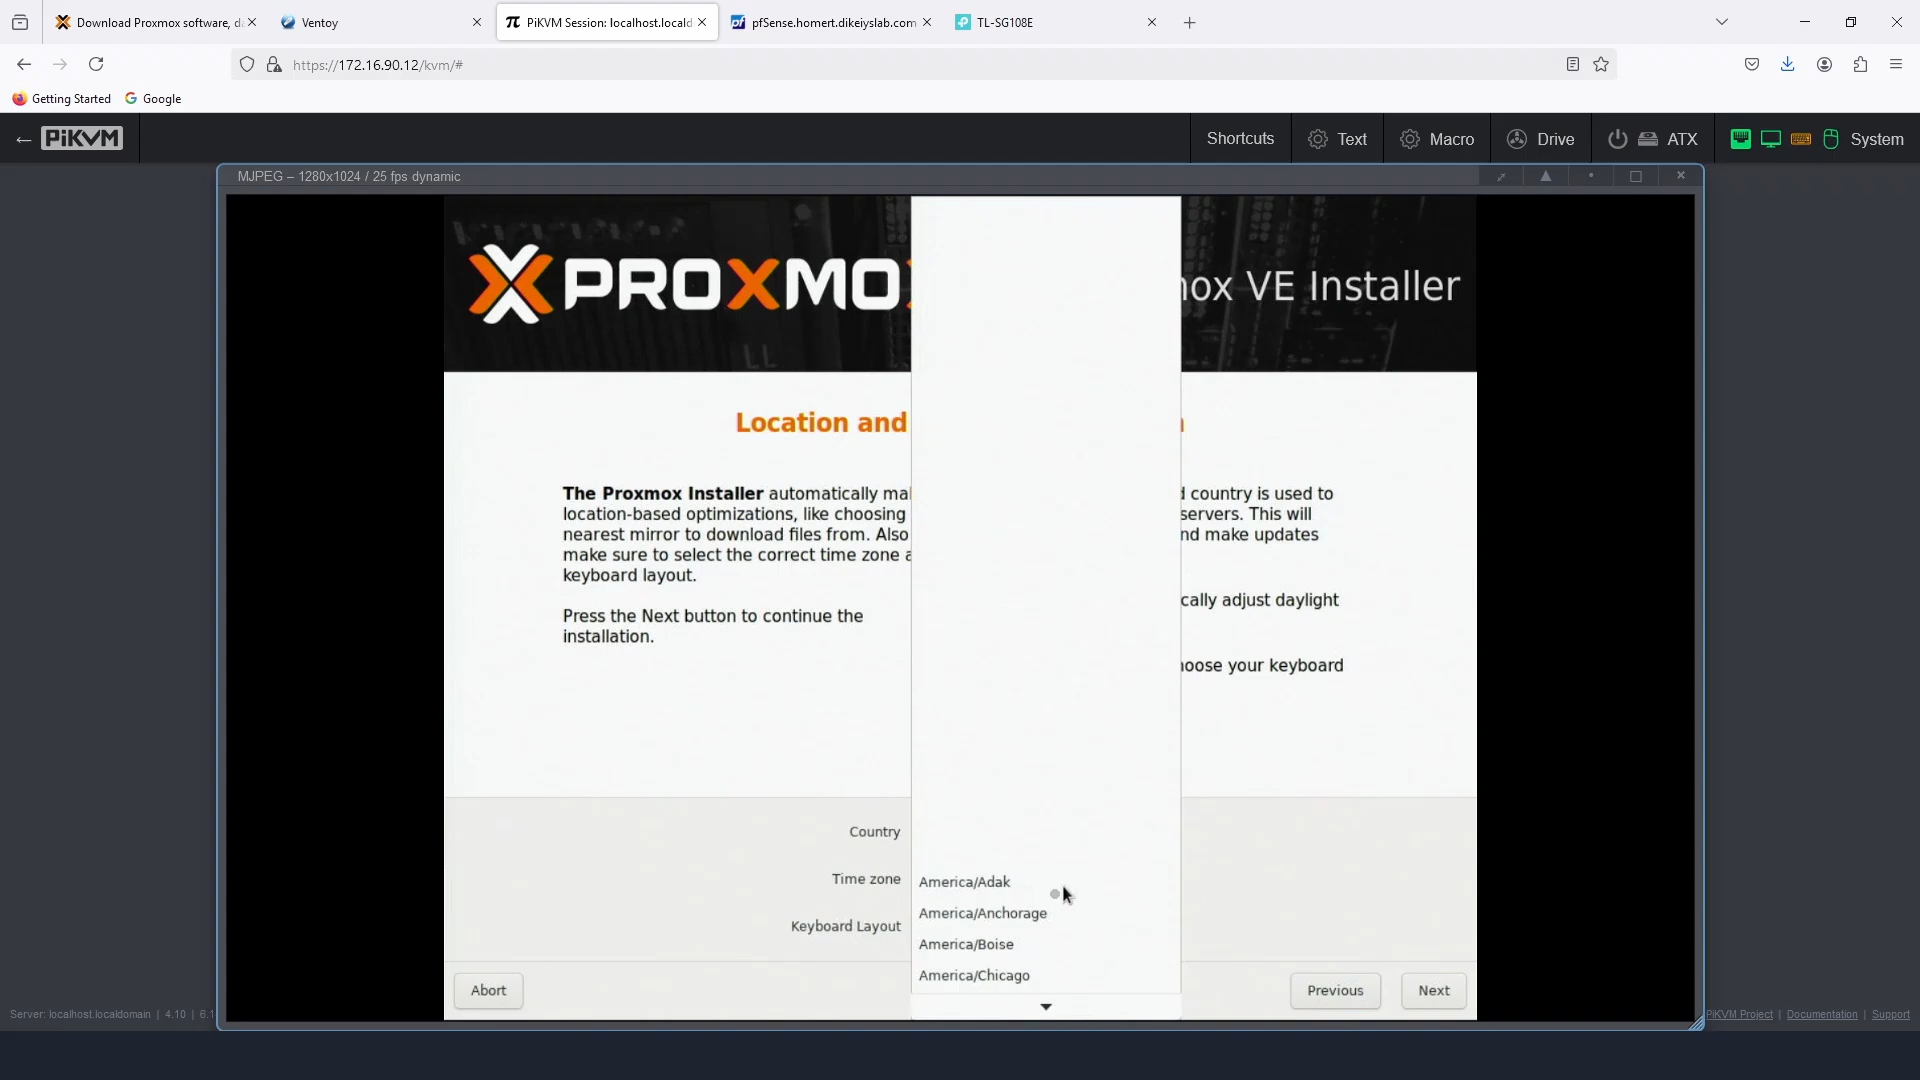 Download Proxmox software, da
Ventoy
PiKVM Session: localhost.locald
pfSense.homert.dikeiyslab.com
TL-SG108E
https://172.16.90.12/kvm/#
Getting Started
Google
← PiKVM
Shortcuts
Text
Macro
Drive
ATX
System
MJPEG – 1280x1024 / 25 fps dynamic
PROXMO
nox VE Installer
Location and
The Proxmox Installer automatically mak
location-based optimizations, like choosing
nearest mirror to download files from. Also
make sure to select the correct time zone a
keyboard layout.
Press the Next button to continue the
installation.
d country is used to
servers. This will
nd make updates
cally adjust daylight
hoose your keyboard
Country
Time zone
Keyboard Layout
America/Adak
America/Anchorage
America/Boise
America/Chicago
Abort
Previous
Next
Server: localhost.localdomain | 4.10 | 6.1
PiKVM Project | Documentation | Support